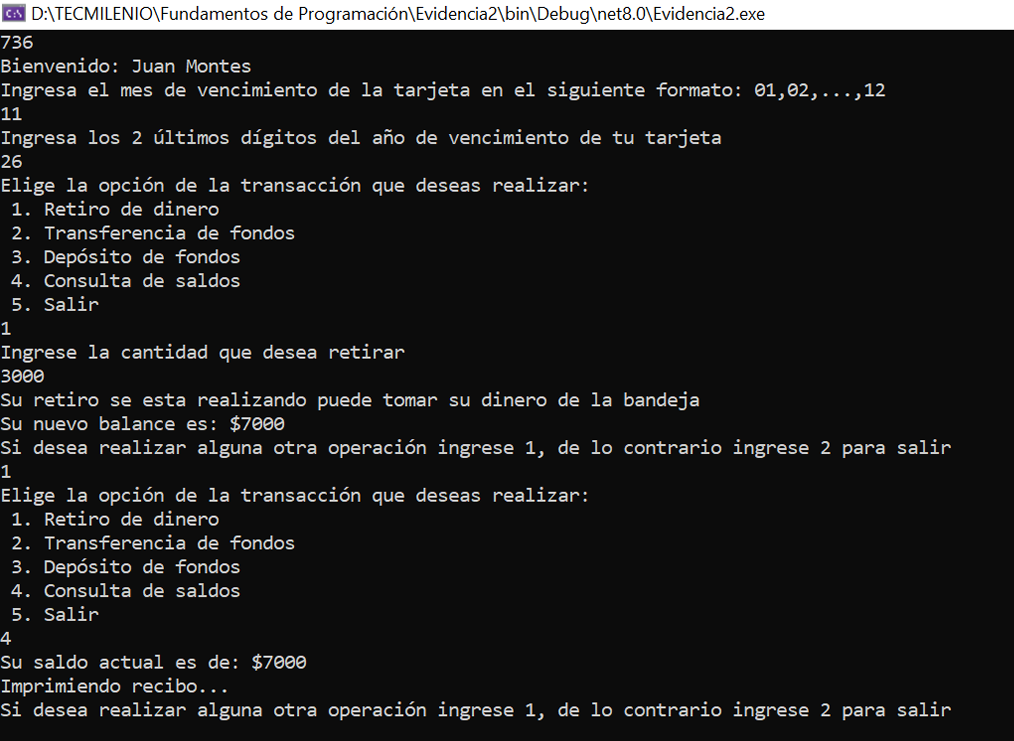 D:\TECMILENIO\Fundamentos de Programación\Evidencia2\bin\Debug\net8.0\Evidencia2.exe
736
Bienvenido: Juan Montes
Ingresa el mes de vencimiento de la tarjeta en el siguiente formato: 01,02,...,12
11
Ingresa los 2 últimos dígitos del año de vencimiento de tu tarjeta
26
Elige la opción de la transacción que deseas realizar:
1. Retiro de dinero
2. Transferencia de fondos
3. Depósito de fondos
4. Consulta de saldos
5. Salir
1
Ingrese la cantidad que desea retirar
3000
Su retiro se esta realizando puede tomar su dinero de la bandeja
Su nuevo balance es: $7000
Si desea realizar alguna otra operación ingrese 1, de lo contrario ingrese 2 para salir
1
Elige la opción de la transacción que deseas realizar:
1. Retiro de dinero
2. Transferencia de fondos
3. Depósito de fondos
4. Consulta de saldos
5. Salir
4
Su saldo actual es de: $7000
Imprimiendo recibo...
Si desea realizar alguna otra operación ingrese 1, de lo contrario ingrese 2 para salir